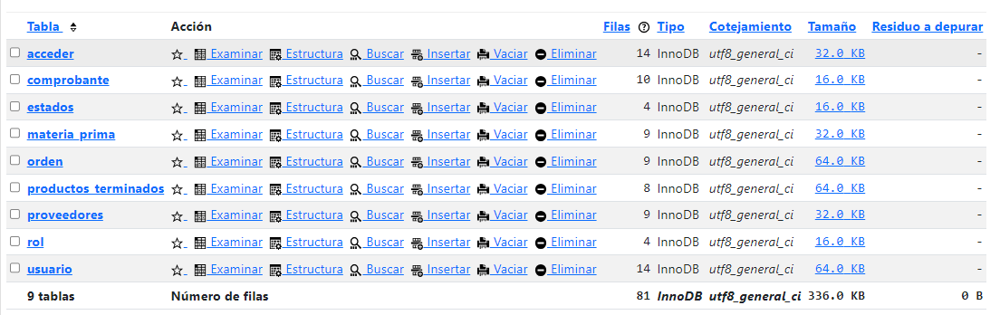 Tabla Acción Filas Tipo Cotejamiento Tamaño Residuo a depurar
acceder Examinar Estructura Buscar Insertar Vaciar Eliminar 14 InnoDB utf8_general_ci 32.0 KB -
comprobante Examinar Estructura Buscar Insertar Vaciar Eliminar 10 InnoDB utf8_general_ci 16.0 KB -
estados Examinar Estructura Buscar Insertar Vaciar Eliminar 4 InnoDB utf8_general_ci 16.0 KB -
materia_prima Examinar Estructura Buscar Insertar Vaciar Eliminar 9 InnoDB utf8_general_ci 32.0 KB -
orden Examinar Estructura Buscar Insertar Vaciar Eliminar 9 InnoDB utf8_general_ci 64.0 KB -
productos_terminados Examinar Estructura Buscar Insertar Vaciar Eliminar 8 InnoDB utf8_general_ci 64.0 KB -
proveedores Examinar Estructura Buscar Insertar Vaciar Eliminar 9 InnoDB utf8_general_ci 32.0 KB -
rol Examinar Estructura Buscar Insertar Vaciar Eliminar 4 InnoDB utf8_general_ci 16.0 KB -
usuario Examinar Estructura Buscar Insertar Vaciar Eliminar 14 InnoDB utf8_general_ci 64.0 KB -
9 tablas Número de filas 81 InnoDB utf8_general_ci 336.0 KB 0 B